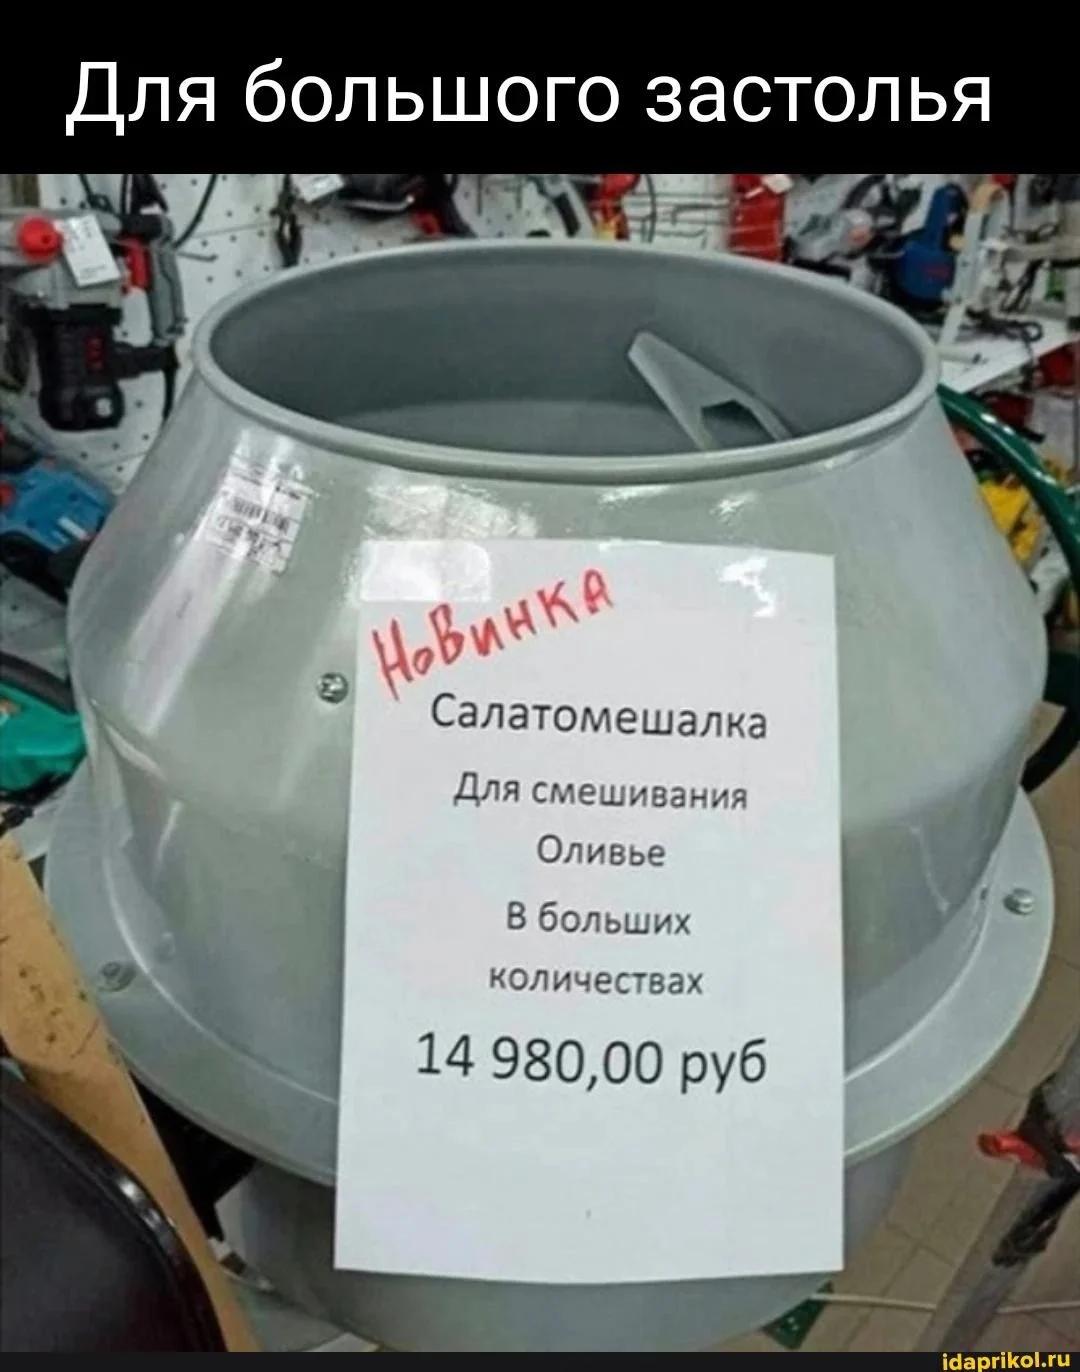 Для большого застолья
Новинка
Салатомешалка
Для смешивания
Оливье
В больших
количествах
14 980,00 руб
idaprikol.ru